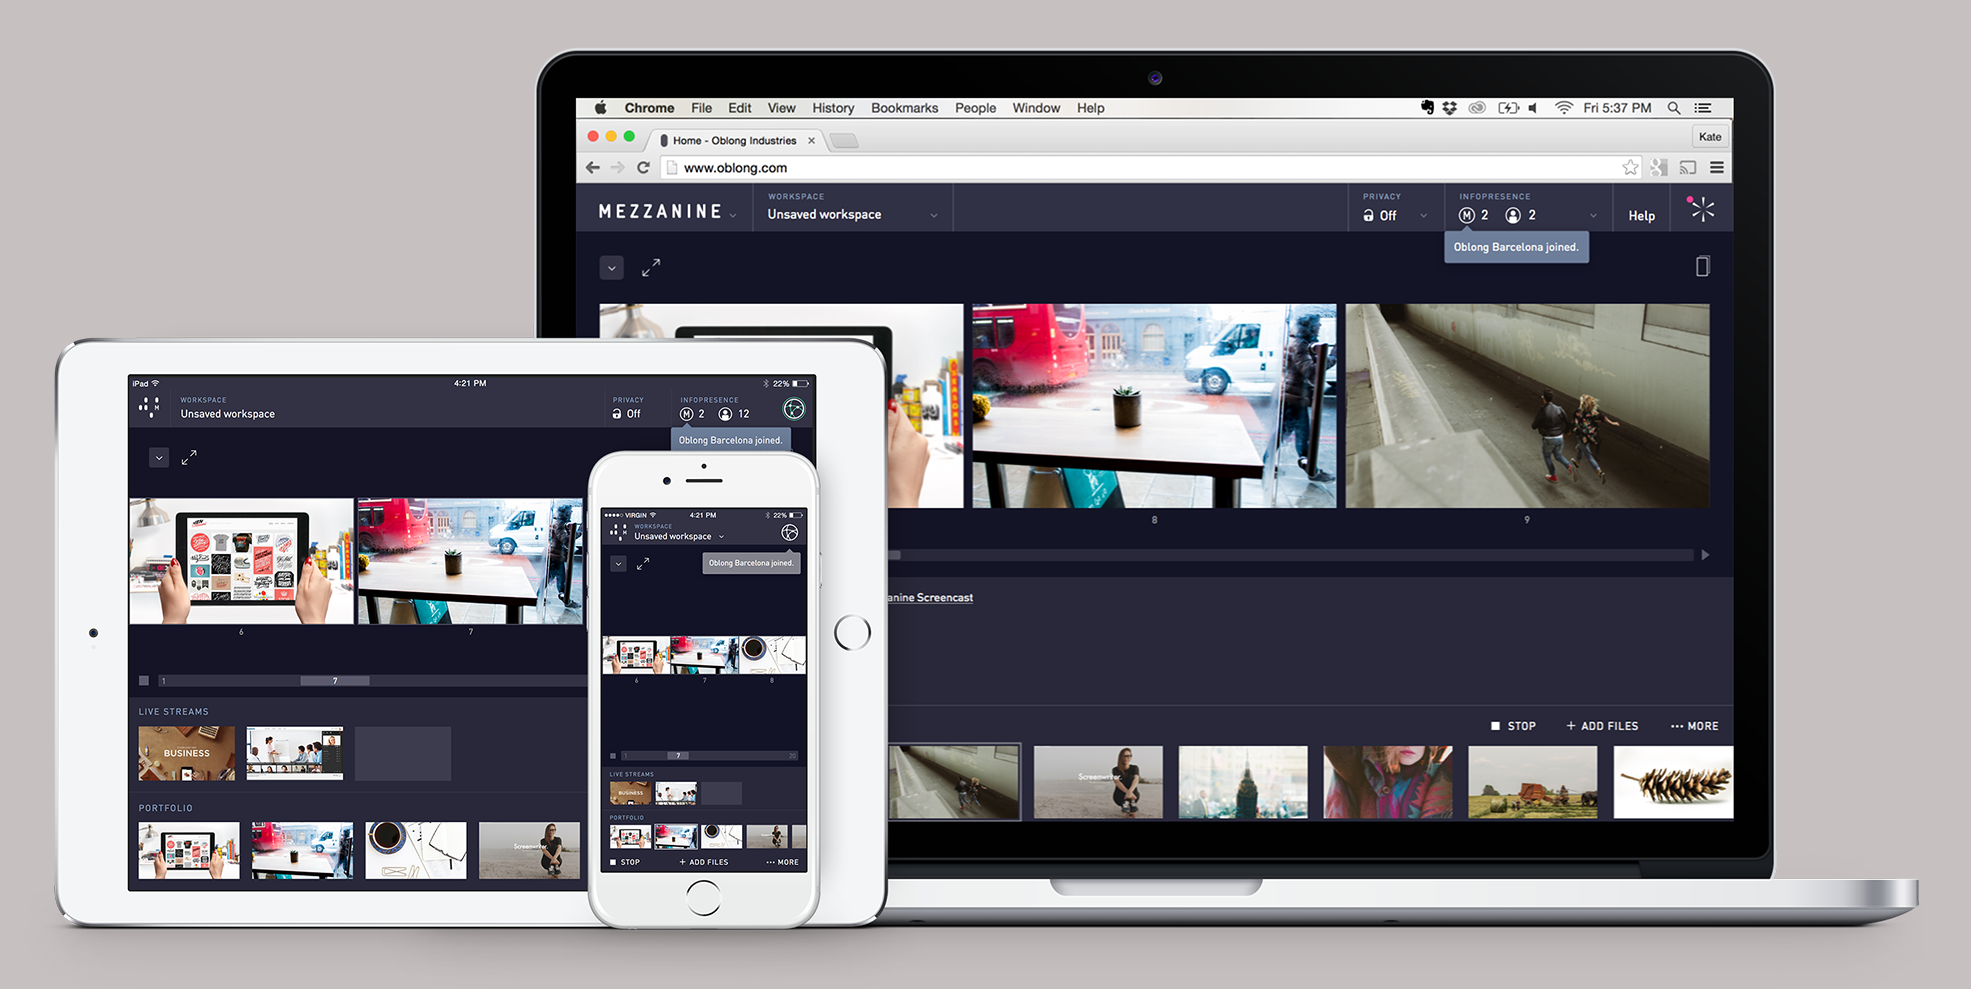 Chrome File Edit View History Bookmarks People Window Help Fri 5:37 PM
Home - Oblong Industries
Kate
www.oblong.com
MEZZANINE
WORKSPACE
Unsaved workspace
PRIVACY
Off
INFOPRESENCE
M 2 2
Help
Oblong Barcelona joined.
8
9
anine Screencast
STOP
+ ADD FILES
••• MORE
Screenwriter.
iPad
4:21 PM
22%
WORKSPACE
Unsaved workspace
PRIVACY
Off
INFOPRESENCE
M 2 12
M
Oblong Barcelona joined.
6
7
1
7
LIVE STREAMS
BUSINESS
PORTFOLIO
Screenwriter
VIRGIN
4:21 PM
22%
WORKSPACE
Unsaved workspace
M
Oblong Barcelona joined.
6
7
8
1
7
20
LIVE STREAMS
BUSINESS
PORTFOLIO
STOP
+ ADD FILES
••• MORE